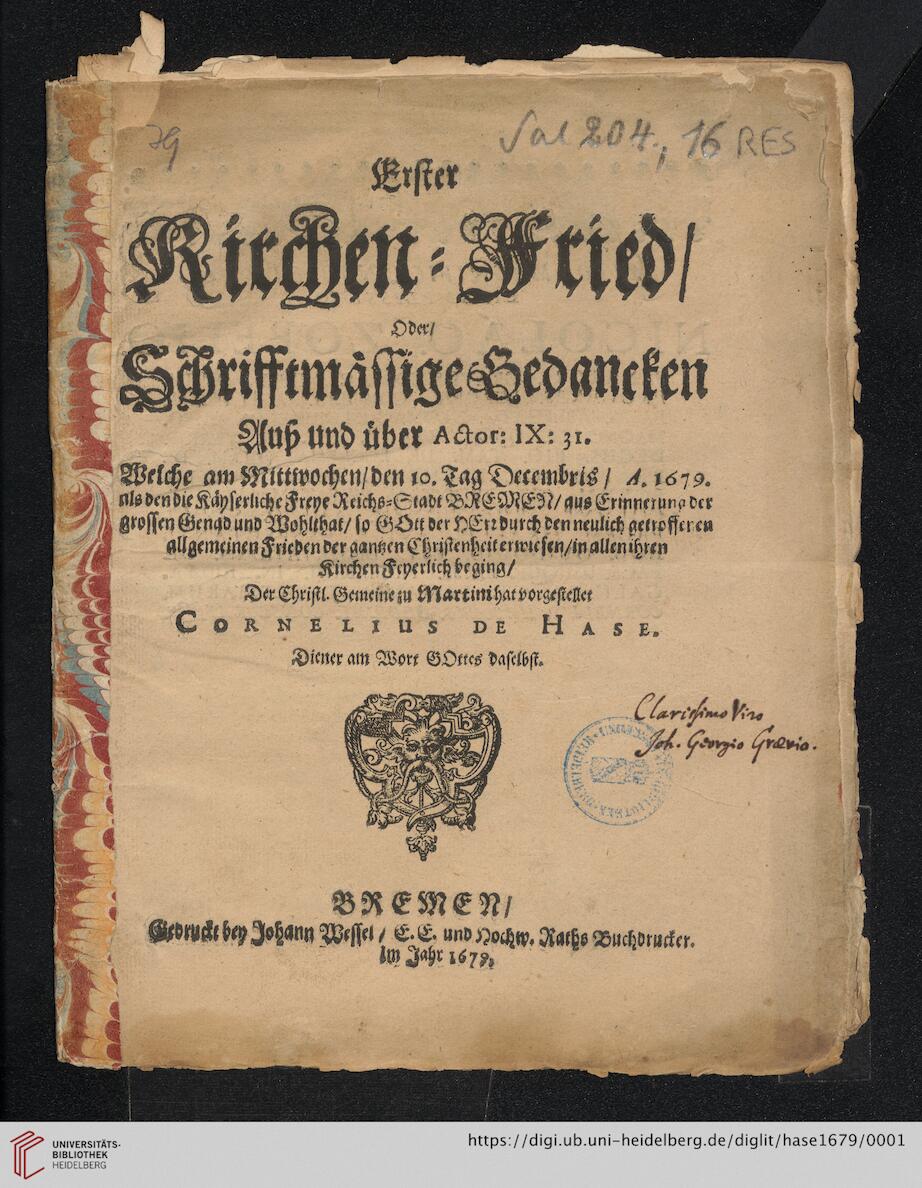 79
Sal 204, 16 RES
Erster
Kirchen-Fried/
Oder/
Schrifftmässige Gedancken
Auß und über Actor: IX: 31.
Welche am Mittwochen/ den 10. Tag Decembris/ A. 1679.
als den die Käyserliche Freye Reichs-Stadt BREMEN/ aus Erinnerung der
grossen Genad und Wohlthat/ so GOtt der HErr durch den neulich getroffenen
allgemeinen Frieden der gantzen Christenheit erwiesen/ in allen ihren
Kirchen Feyerlich beging/
Der Christl. Gemeine zu Martini hat vorgestellet
CORNELIUS DE HASE.
Diener am Wort GOttes daselbst.
Clarissimo Viro
Joh. Georgio Grævio.
BREMEN/
Gedruckt bey Johann Wessel/ E. E. und Hochw. Raths Buchdrucker.
im Jahr 1679.
UNIVERSITÄTS-
BIBLIOTHEK
HEIDELBERG
https://digi.ub.uni-heidelberg.de/diglit/hase1679/0001